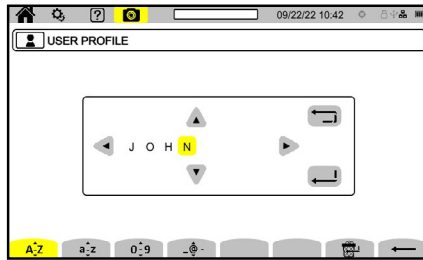 09/22/22 10:42
USER PROFILE
J O H N
A-Z a-z 0-9 _@-